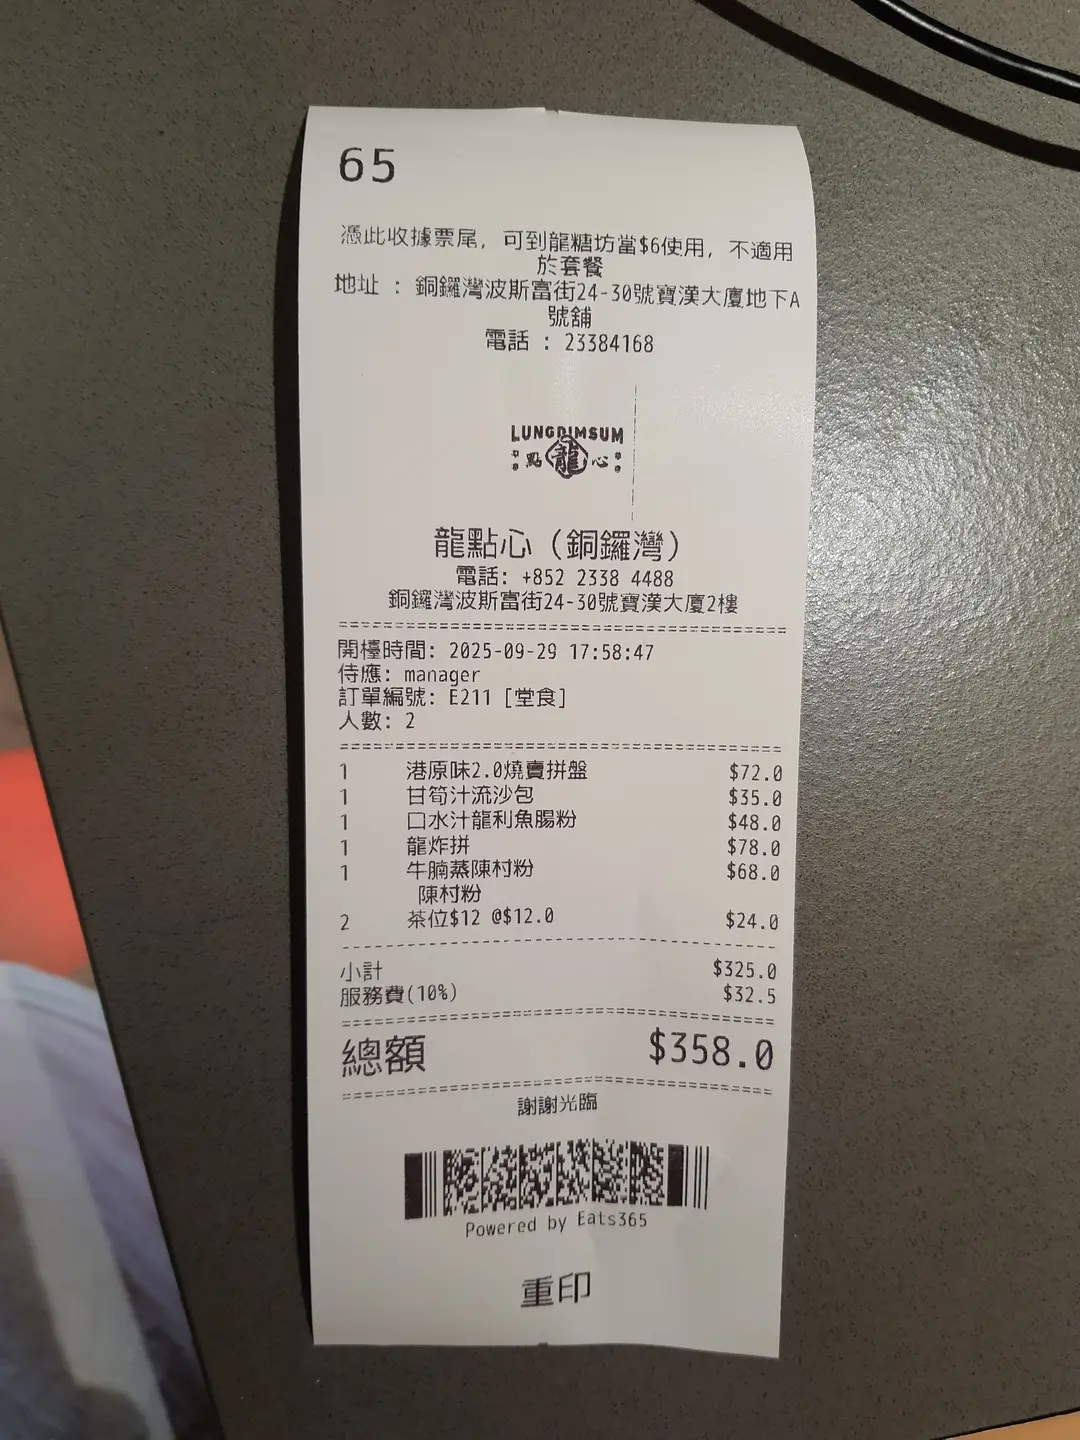 65
憑此收據票尾, 可到龍糖坊當$6使用, 不適用
於套餐
地址 : 銅鑼灣波斯富街24-30號寶漢大廈地下A
號舖
電話 : 23384168
LUNGDIMSUM
點龍心
龍點心 (銅鑼灣)
電話: +852 2338 4488
銅鑼灣波斯富街24-30號寶漢大廈2樓
開檯時間: 2025-09-29 17:58:47
侍應: manager
訂單編號: E211 [堂食]
人數: 2
1 港原味2.0燒賣拼盤 $72.0
1 甘筍汁流沙包 $35.0
1 口水汁龍利魚腸粉 $48.0
1 龍炸拼 $78.0
1 牛腩蒸陳村粉 $68.0
陳村粉
2 茶位$12 @$12.0 $24.0
小計 $325.0
服務費(10%) $32.5
總額 $358.0
謝謝光臨
Powered by Eats365
重印